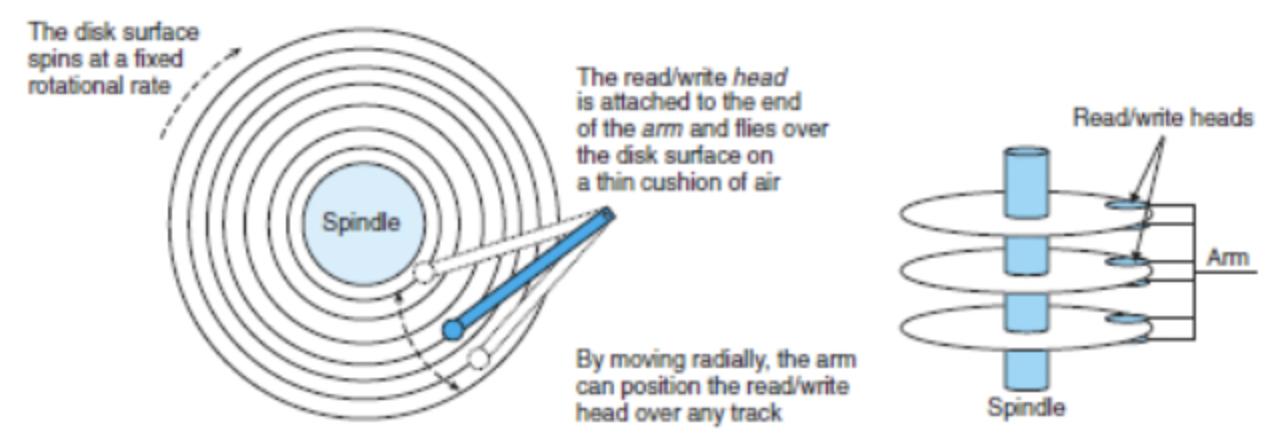 The disk surface
spins at a fixed
rotational rate
Spindle
The read/write head
is attached to the end
of the arm and flies over
the disk surface on
a thin cushion of air
By moving radially, the arm
can position the read/write
head over any track
Read/write heads
Arm
Spindle